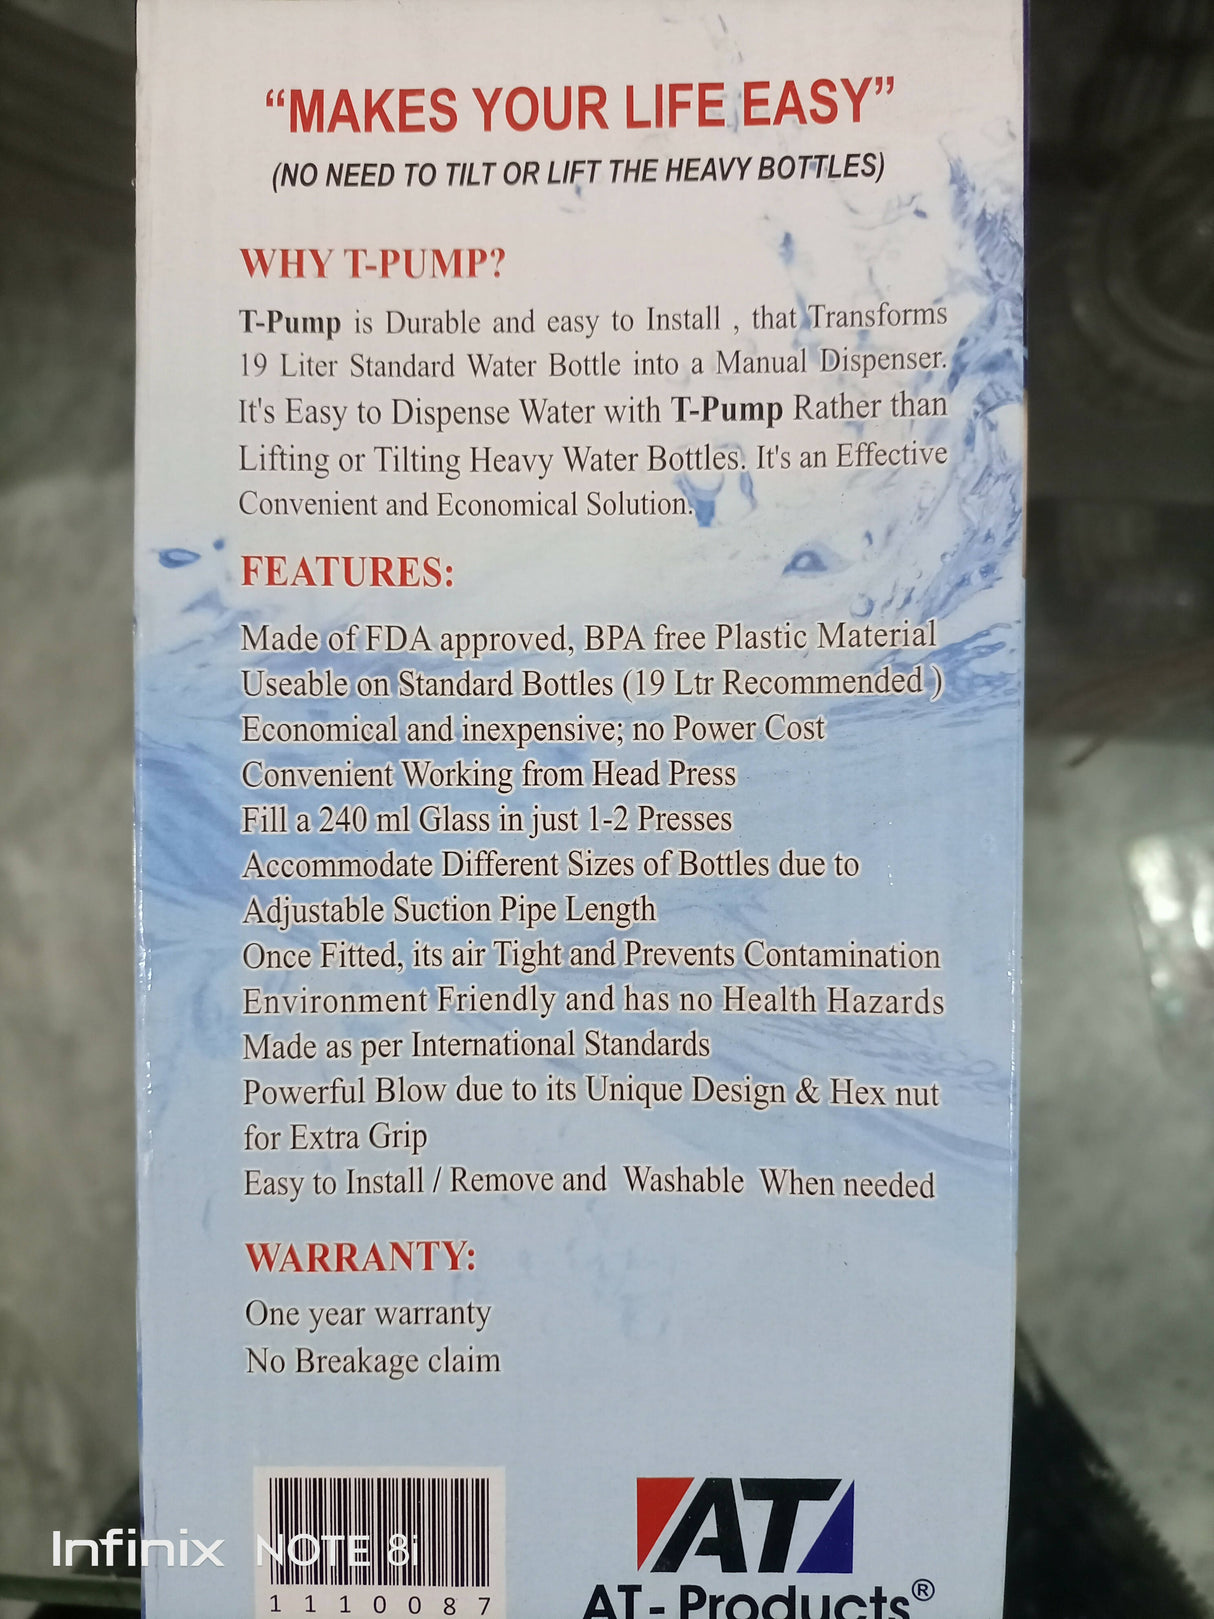 “MAKES YOUR LIFE EASY”
(NO NEED TO TILT OR LIFT THE HEAVY BOTTLES)
WHY T-PUMP?
T-Pump is Durable and easy to Install , that Transforms
19 Liter Standard Water Bottle into a Manual Dispenser.
It's Easy to Dispense Water with T-Pump Rather than
Lifting or Tilting Heavy Water Bottles. It's an Effective
Convenient and Economical Solution.
FEATURES:
Made of FDA approved, BPA free Plastic Material
Useable on Standard Bottles (19 Ltr Recommended )
Economical and inexpensive; no Power Cost
Convenient Working from Head Press
Fill a 240 ml Glass in just 1-2 Presses
Accommodate Different Sizes of Bottles due to
Adjustable Suction Pipe Length
Once Fitted, its air Tight and Prevents Contamination
Environment Friendly and has no Health Hazards
Made as per International Standards
Powerful Blow due to its Unique Design & Hex nut
for Extra Grip
Easy to Install / Remove and Washable When needed
WARRANTY:
One year warranty
No Breakage claim
AT
Infinix NOTE 8i
1 1 1 0 0 8 7
AT- Products®